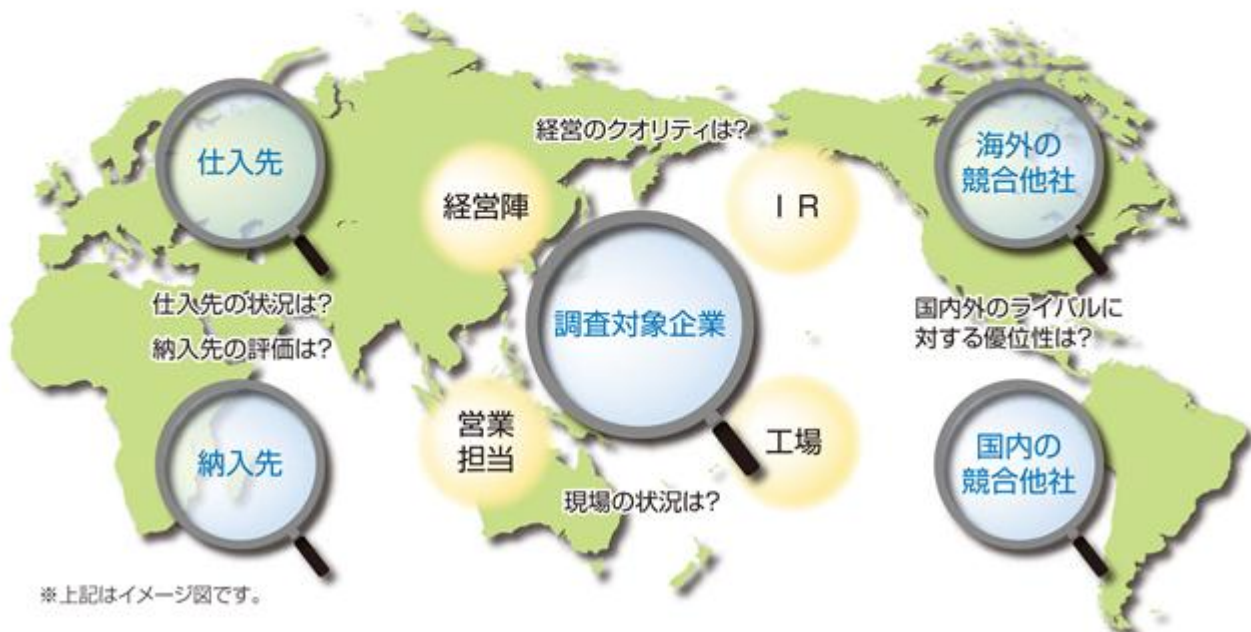 経営のクオリティは?
仕入先
経営陣
ＩＲ
海外の
競合他社
調査対象企業
仕入先の状況は?
納入先の評価は?
国内外のライバルに
対する優位性は?
納入先
営業
担当
工場
国内の
競合他社
現場の状況は?
※上記はイメージ図です。